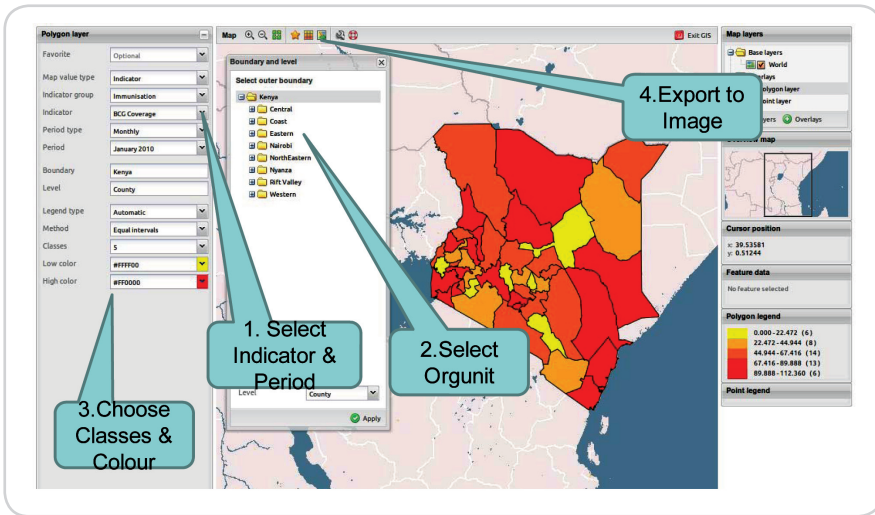 Polygon layer
Favorite Optional
Map value type Indicator
Indicator group Immunisation
Indicator BCG Coverage
Period type Monthly
Period January 2010
Boundary Kenya
Level County
Legend type Automatic
Method Equal intervals
Classes 5
Low color #FFFF00
High color #FF0000
Map
Exit GIS
Boundary and level
Select outer boundary
Kenya
Central
Coast
Eastern
Nairobi
NorthEastern
Nyanza
Rift Valley
Western
Level County
Apply
1. Select
Indicator &
Period
2.Select
Orgunit
3.Choose
Classes &
Colour
4.Export to
Image
Map layers
Base layers
World
olygon layer
oint layer
yers Overlays
Overview map
Cursor position
x: 39.53581
y: 0.51244
Feature data
No feature selected
Polygon legend
0.000 - 22.472 (6)
22.472 - 44.944 (8)
44.944 - 67.416 (14)
67.416 - 89.888 (13)
89.888 - 112.360 (6)
Point legend